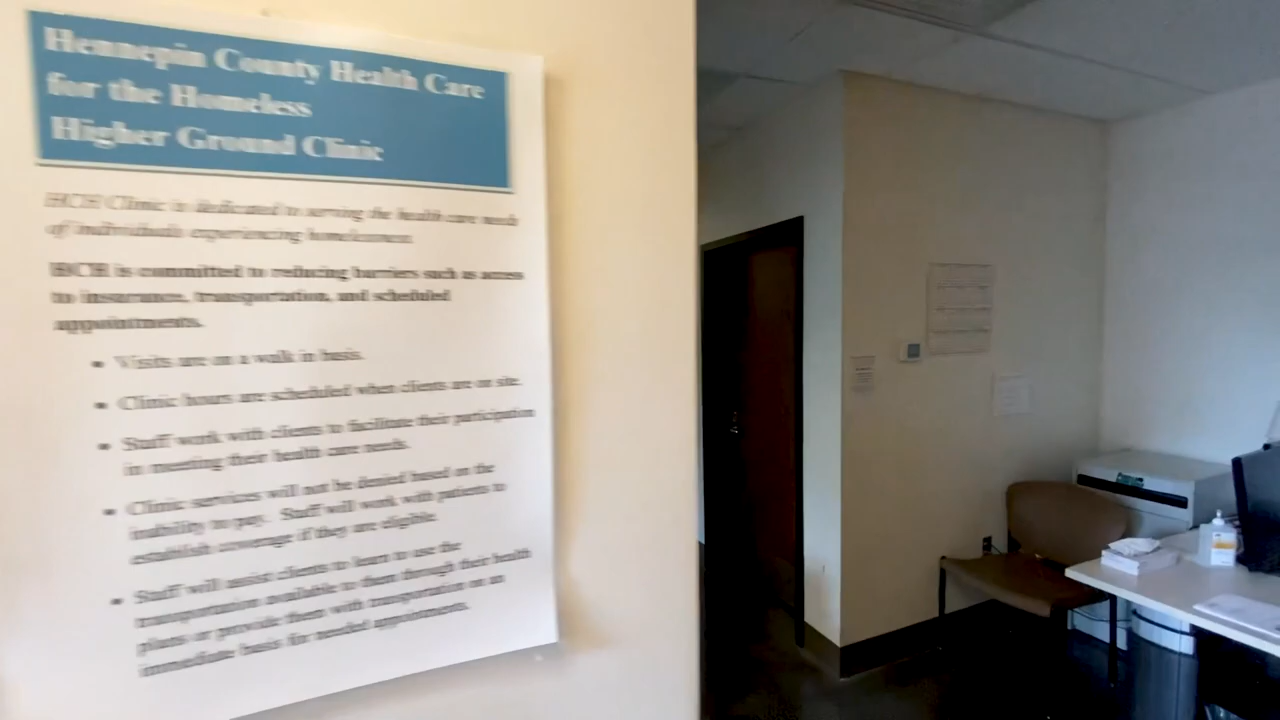 Hennepin County Health Care
for the Homeless
Higher Ground Clinic
HCH Clinic is dedicated to serving the health care needs
of individuals experiencing homelessness.
HCH is committed to reducing barriers such as access
to insurance, transportation, and scheduled
appointments.
• Visits are on a walk in basis.
• Clinic hours are scheduled when clients are on site.
• Staff work with clients to facilitate their participation
in meeting their health care needs.
• Clinic services will not be denied based on the
inability to pay. Staff will work with patients to
establish coverage if they are eligible.
• Staff will assist clients to learn to use the
transportation available to them through their health
plans or provide them with transportation on an
immediate basis for needed appointments.